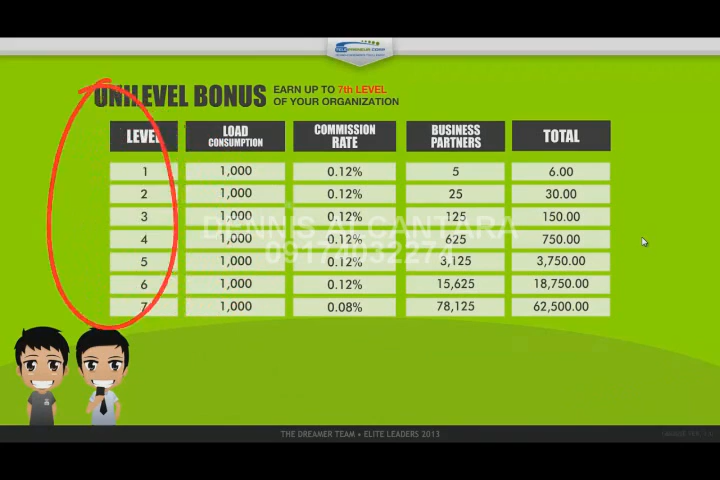 UNILEVEL BONUS
EARN UP TO 7th LEVEL
OF YOUR ORGANIZATION
LEVEL LOAD CONSUMPTION COMMISSION RATE BUSINESS PARTNERS TOTAL
1 1,000 0.12% 5 6.00
2 1,000 0.12% 25 30.00
3 1,000 0.12% 125 150.00
4 1,000 0.12% 625 750.00
5 1,000 0.12% 3,125 3,750.00
6 1,000 0.12% 15,625 18,750.00
7 1,000 0.08% 78,125 62,500.00
DENNIS ALCANTARA
THE DREAMER TEAM • ELITE LEADERS 2013